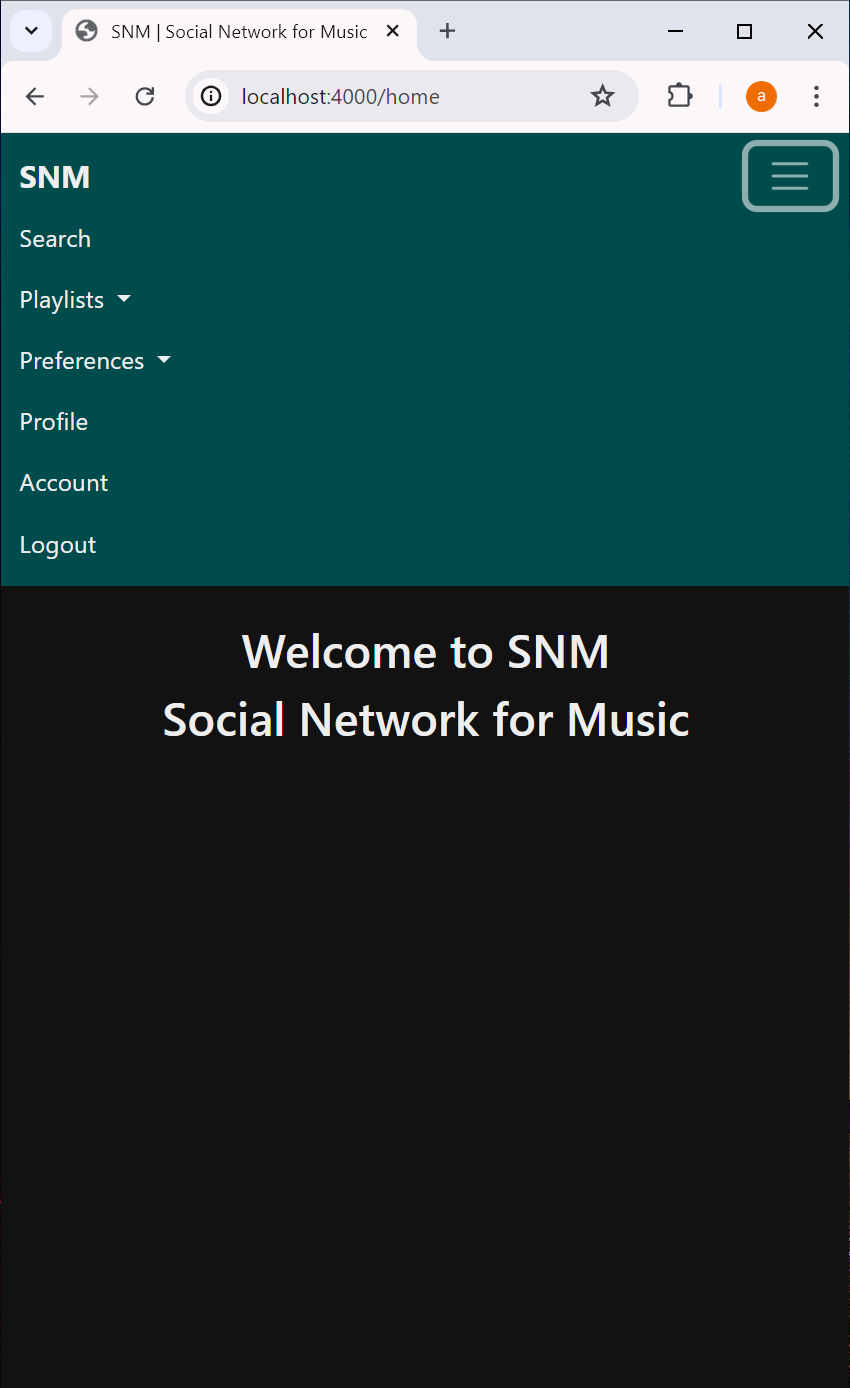 SNM | Social Network for Music
localhost:4000/home
a
SNM
Search
Playlists
Preferences
Profile
Account
Logout
Welcome to SNM
Social Network for Music